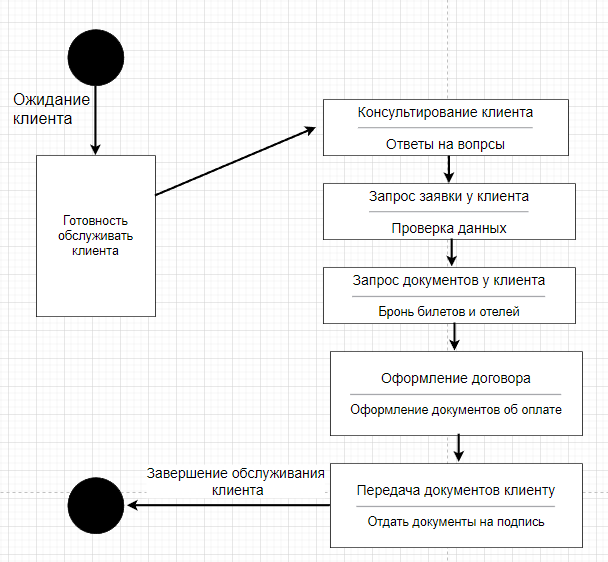 Ожидание
клиента
Готовность
обслуживать
клиента
Консультирование клиента
Ответы на вопрсы
Запрос заявки у клиента
Проверка данных
Запрос документов у клиента
Бронь билетов и отелей
Оформление договора
Оформление документов об оплате
Передача документов клиенту
Отдать документы на подпись
Завершение обслуживания
клиента